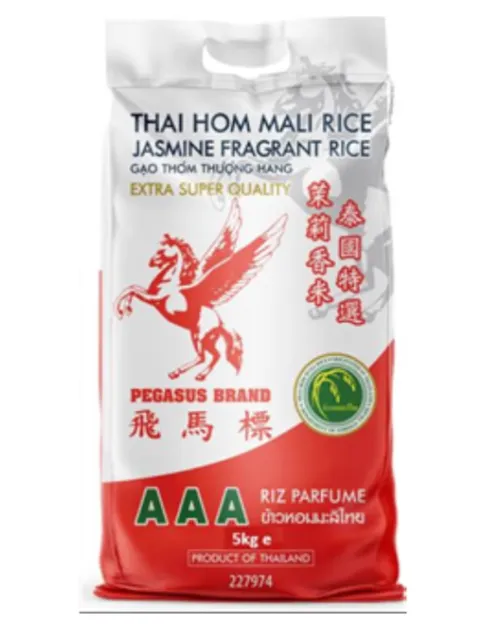 THAI HOM MALI RICE
JASMINE FRAGRANT RICE
GẠO THƠM THƯỢNG HẠNG
EXTRA SUPER QUALITY
泰國特選
茉莉香米
PEGASUS BRAND
飛馬標
AAA
RIZ PARFUME
ข้าวหอมมะลิไทย
5kg e
PRODUCT OF THAILAND
227974